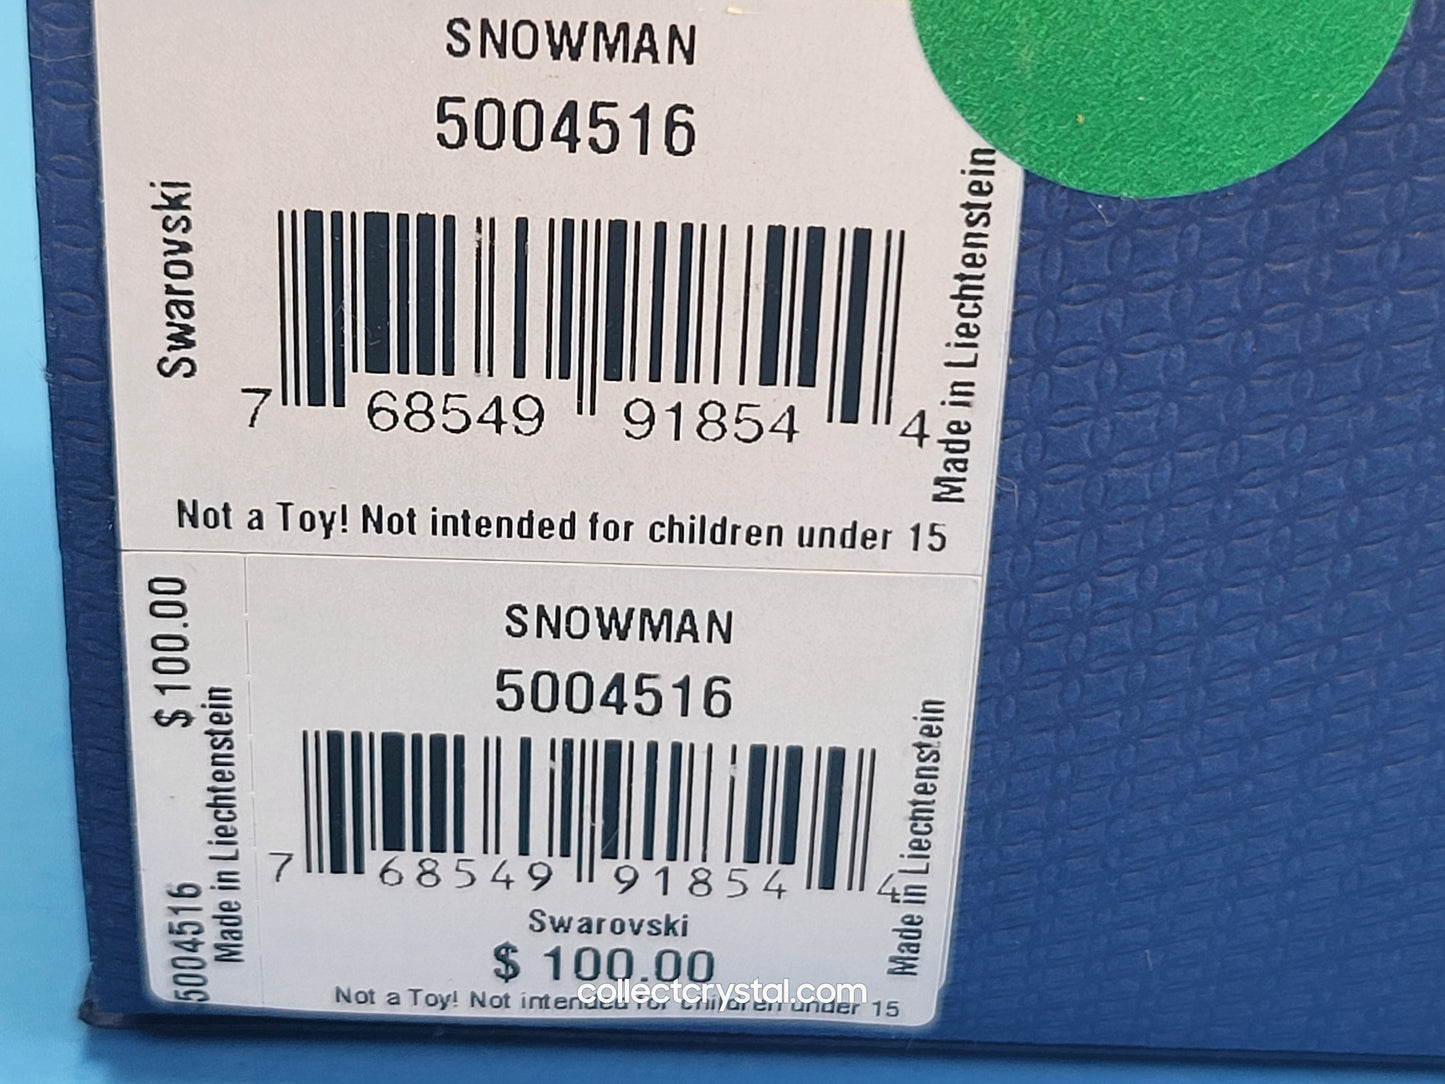 SNOWMAN
5004516
Swarovski
7 68549 91854 4
Made in Liechtenstein
Not a Toy! Not intended for children under 15
$ 100.00
5004516
Made in Liechtenstein
SNOWMAN
5004516
7 68549 91854 4
Made in Liechtenstein
Swarovski
$ 100.00
Not a Toy! Not intended for children under 15
collectcrystal.com